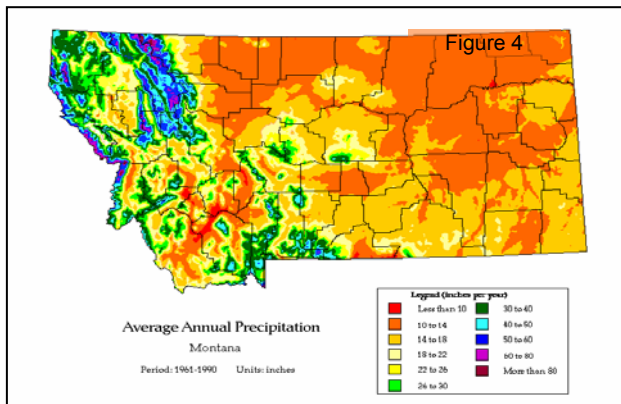 Figure 4
Average Annual Precipitation
Montana
Period: 1961-1990 Units: inches
Legend (inches per year)
Less than 10
10 to 14
14 to 18
18 to 22
22 to 26
26 to 30
30 to 40
40 to 50
50 to 60
60 to 80
More than 80